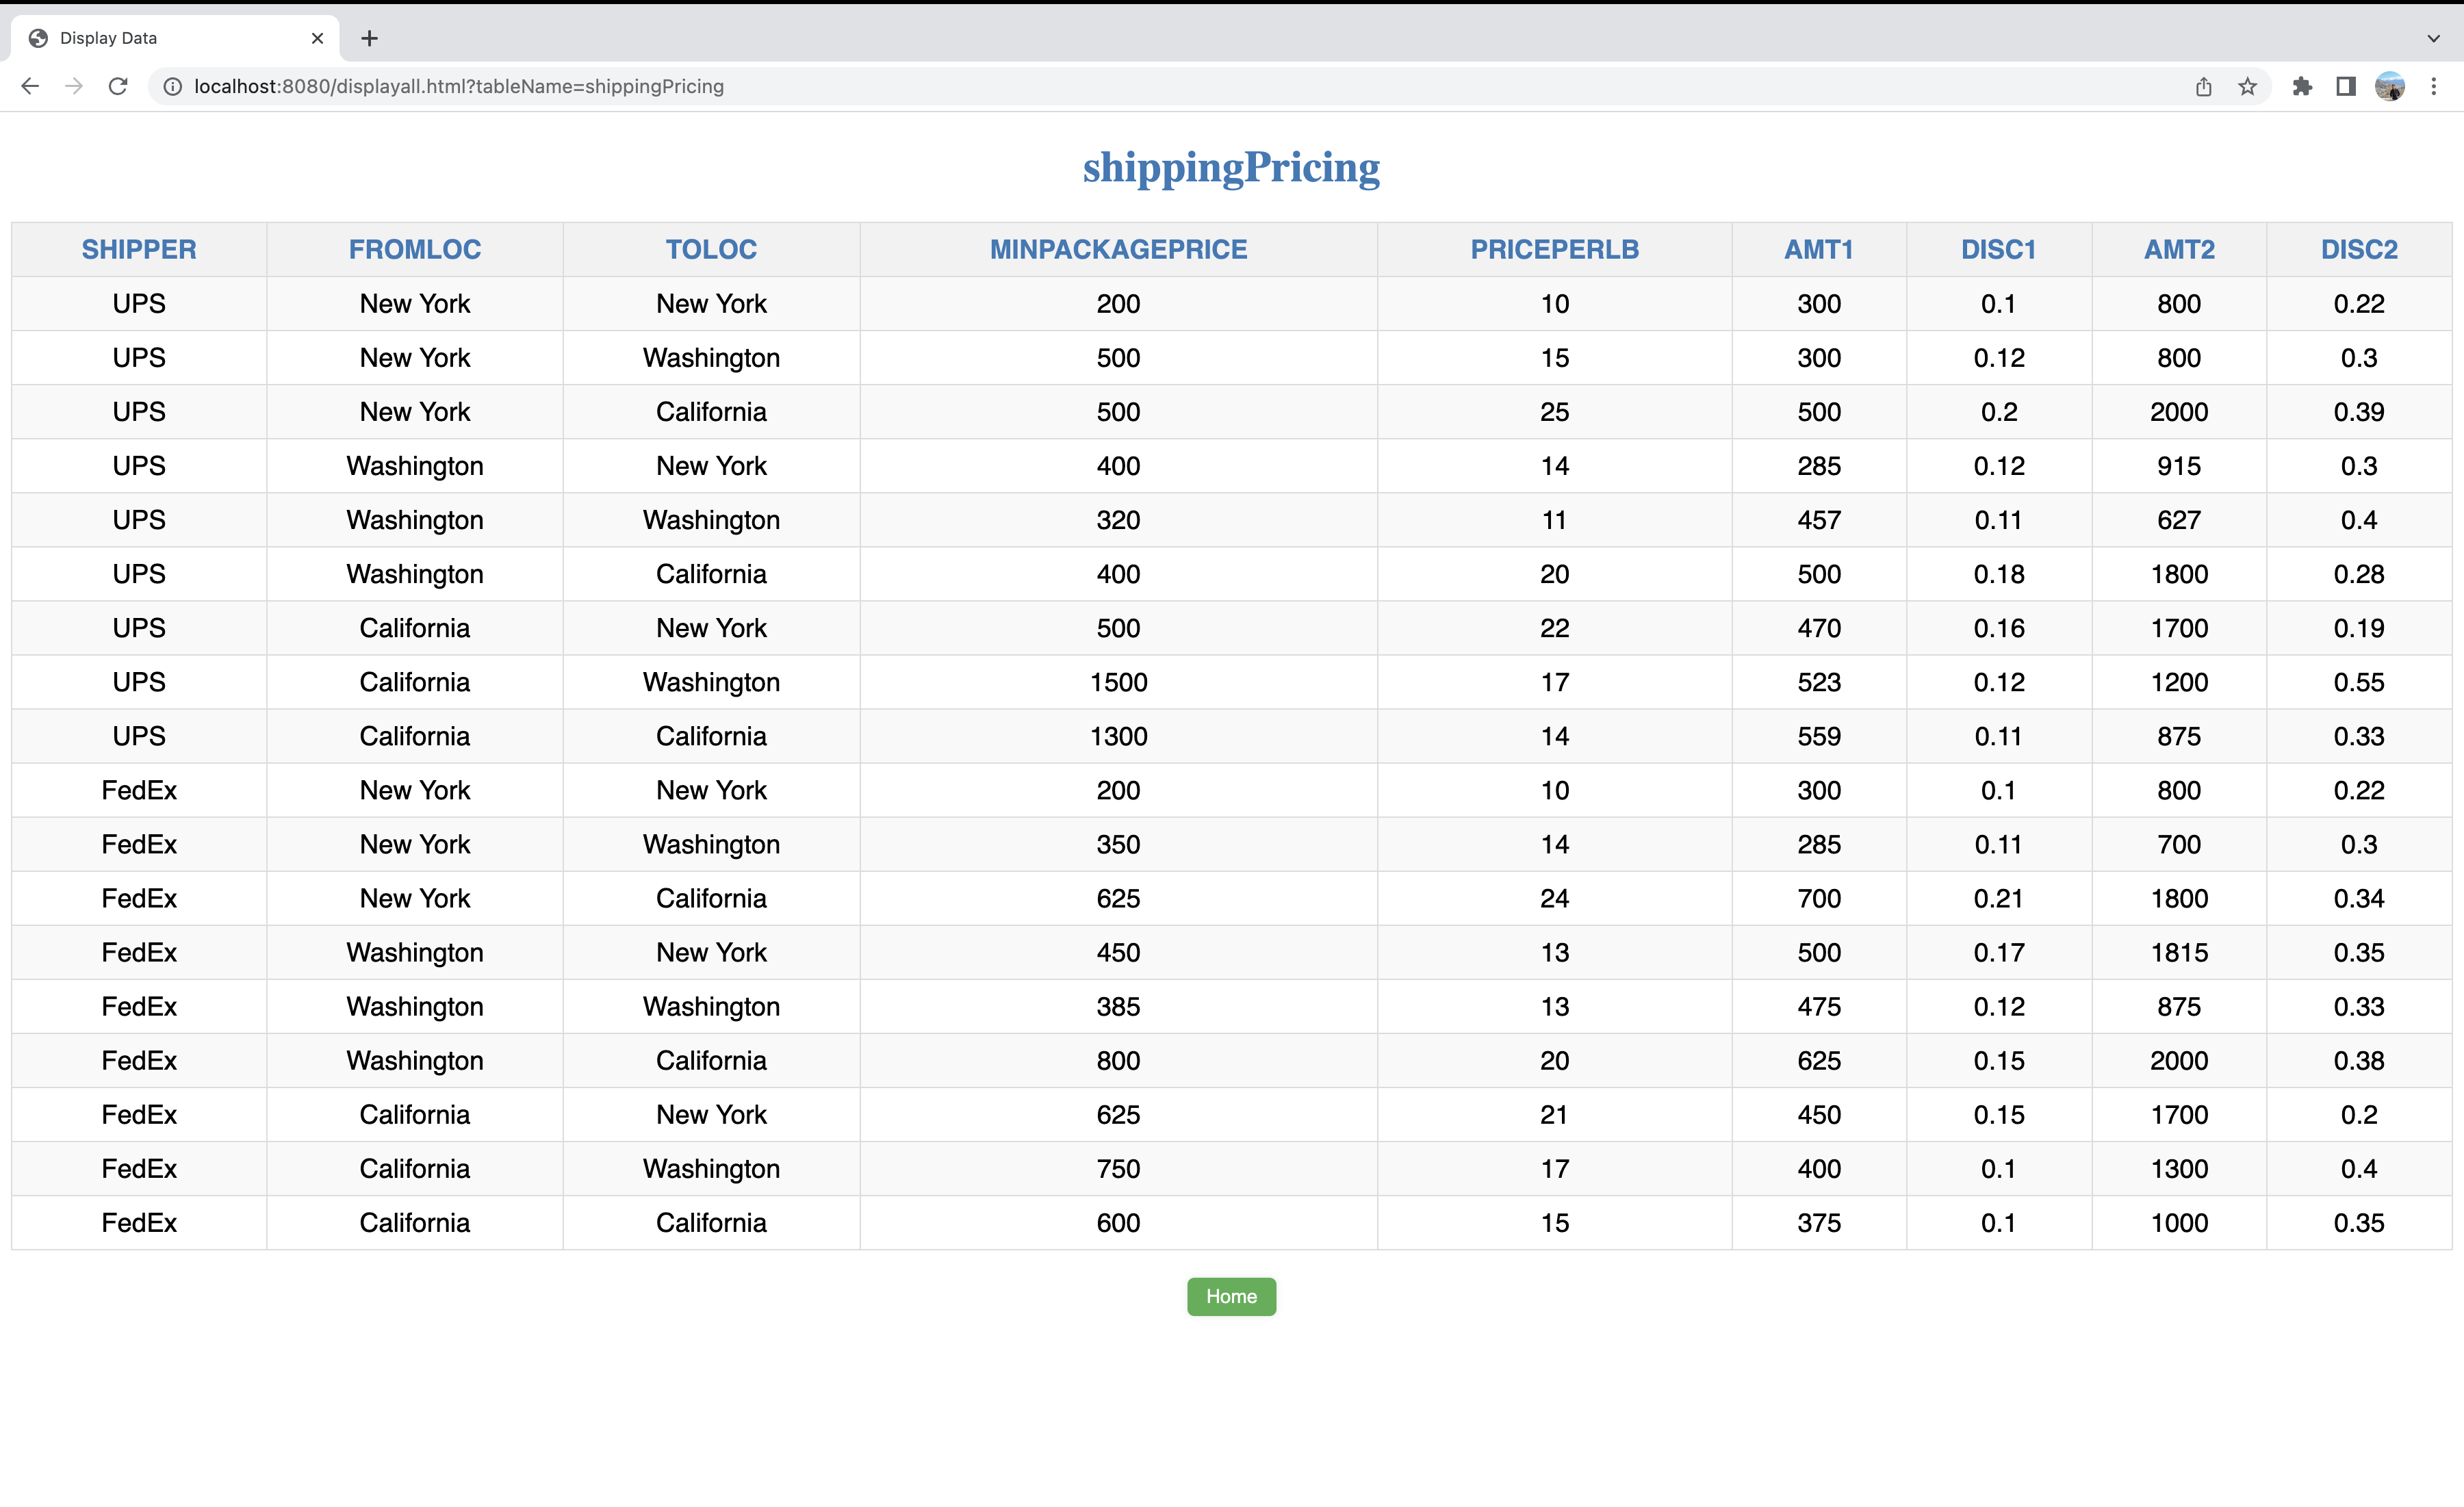 Display Data
localhost:8080/displayall.html?tableName=shippingPricing
shippingPricing
SHIPPER FROMLOC TOLOC MINPACKAGEPRICE PRICEPERLB AMT1 DISC1 AMT2 DISC2
UPS New York New York 200 10 300 0.1 800 0.22
UPS New York Washington 500 15 300 0.12 800 0.3
UPS New York California 500 25 500 0.2 2000 0.39
UPS Washington New York 400 14 285 0.12 915 0.3
UPS Washington Washington 320 11 457 0.11 627 0.4
UPS Washington California 400 20 500 0.18 1800 0.28
UPS California New York 500 22 470 0.16 1700 0.19
UPS California Washington 1500 17 523 0.12 1200 0.55
UPS California California 1300 14 559 0.11 875 0.33
FedEx New York New York 200 10 300 0.1 800 0.22
FedEx New York Washington 350 14 285 0.11 700 0.3
FedEx New York California 625 24 700 0.21 1800 0.34
FedEx Washington New York 450 13 500 0.17 1815 0.35
FedEx Washington Washington 385 13 475 0.12 875 0.33
FedEx Washington California 800 20 625 0.15 2000 0.38
FedEx California New York 625 21 450 0.15 1700 0.2
FedEx California Washington 750 17 400 0.1 1300 0.4
FedEx California California 600 15 375 0.1 1000 0.35
Home